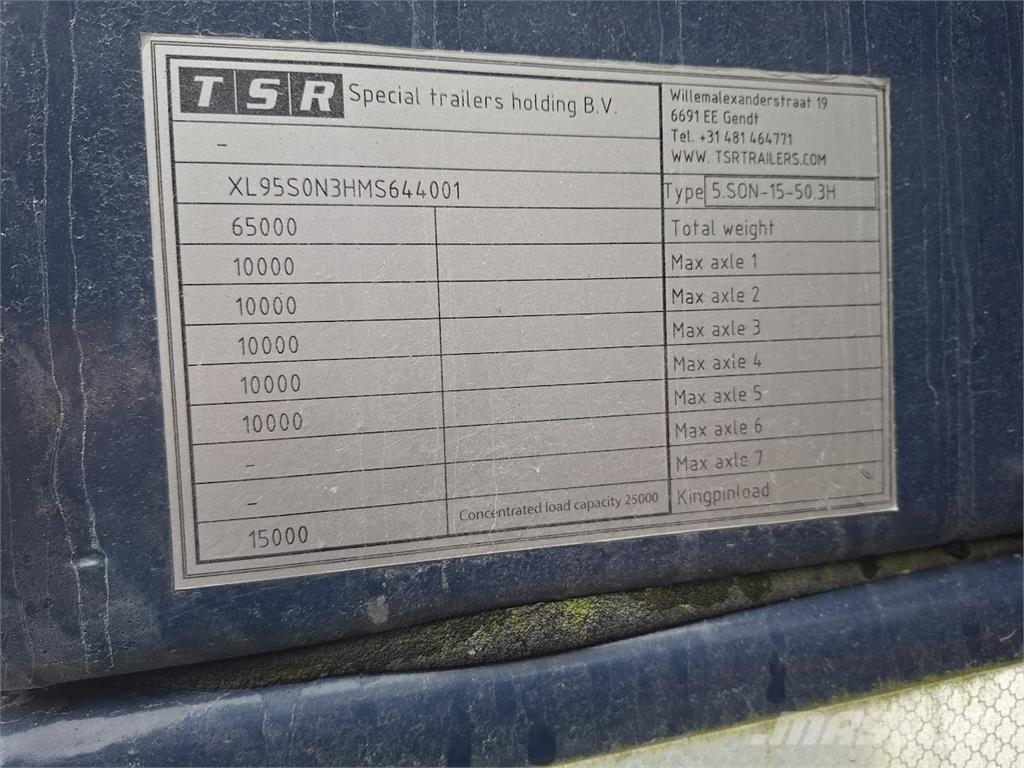 TSR Special trailers holding B.V.
Willemalexanderstraat 19
6691 EE Gendt
Tel. +31 481 464771
WWW. TSRTRAILERS.COM
-
XL95S0N3HMS644001
Type 5.SON-15-50.3H
65000 Total weight
10000 Max axle 1
10000 Max axle 2
10000 Max axle 3
10000 Max axle 4
10000 Max axle 5
- Max axle 6
- Max axle 7
15000 Concentrated load capacity 25000 Kingpinload